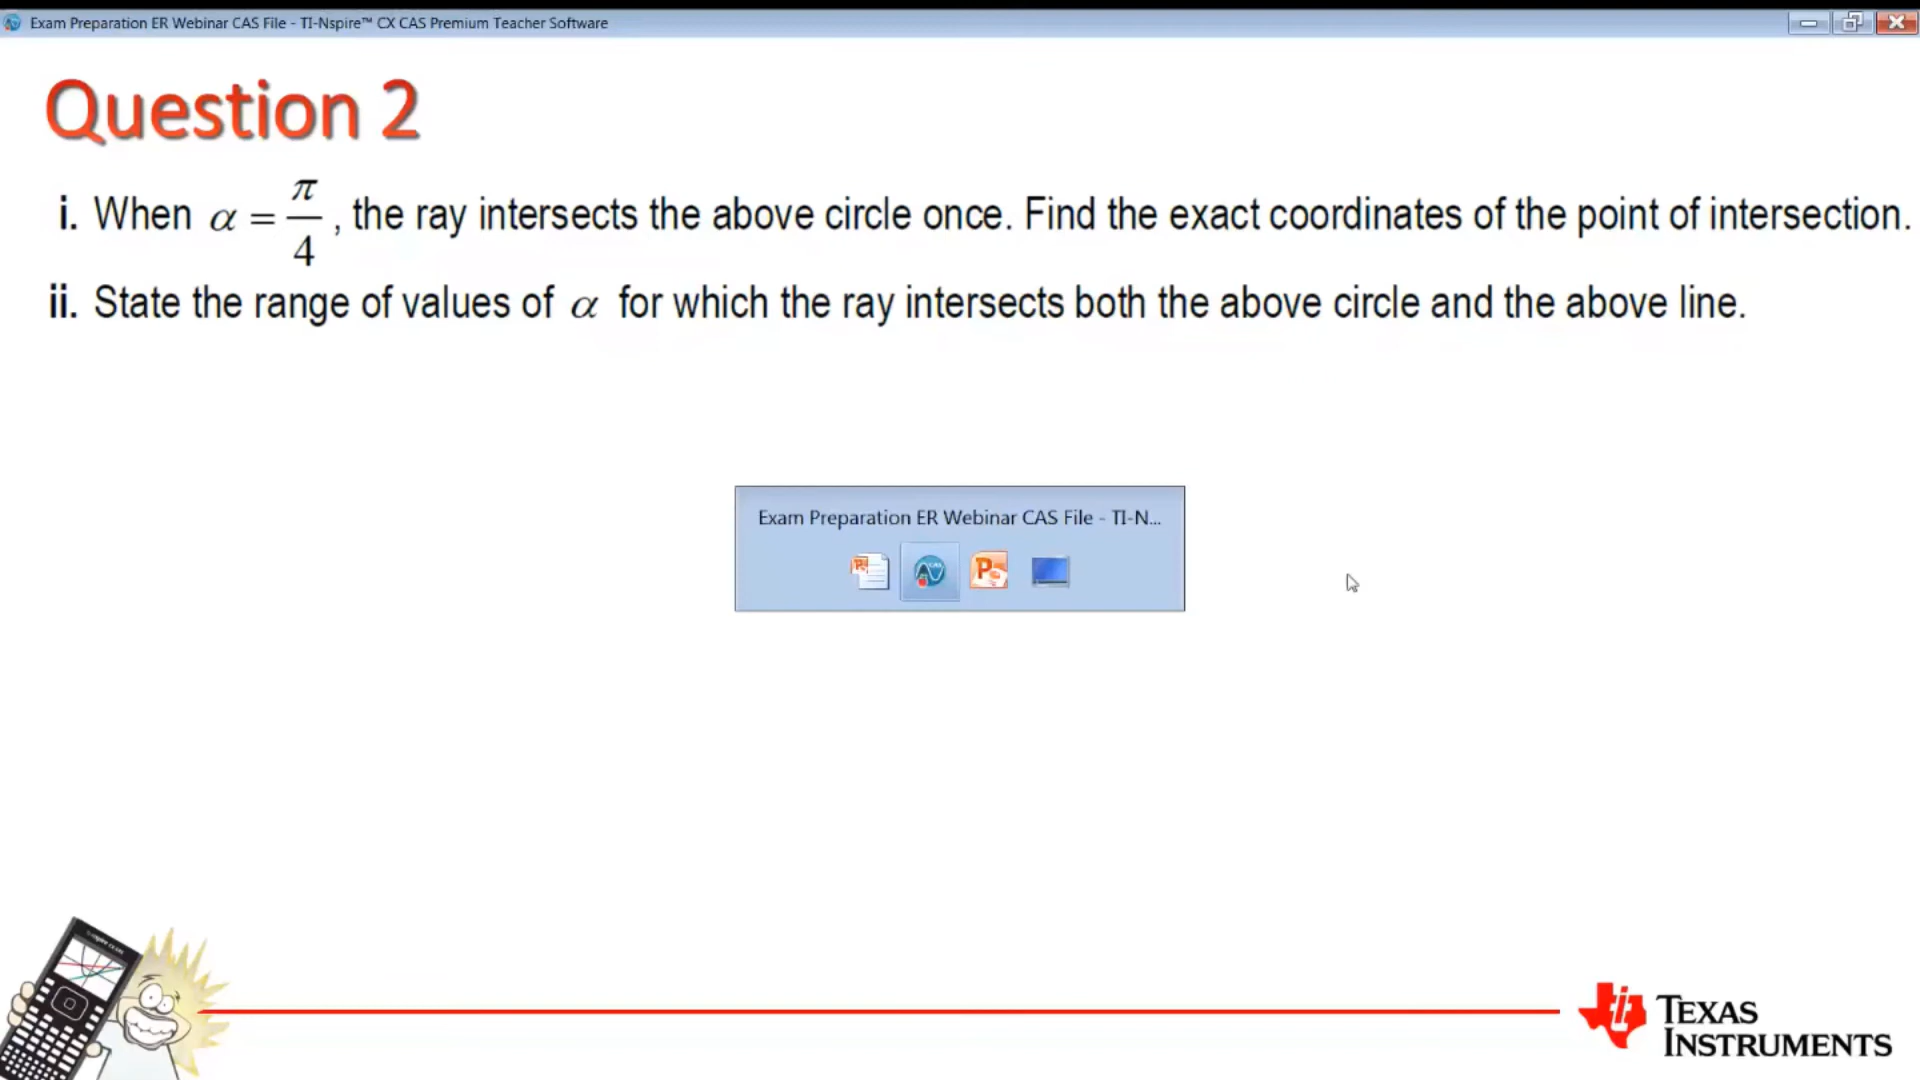 Exam Preparation ER Webinar CAS File - TI-Nspire™ CX CAS Premium Teacher Software
Question 2
i. When α = π/4, the ray intersects the above circle once. Find the exact coordinates of the point of intersection.
ii. State the range of values of α for which the ray intersects both the above circle and the above line.
Exam Preparation ER Webinar CAS File - TI-N...
TEXAS
INSTRUMENTS